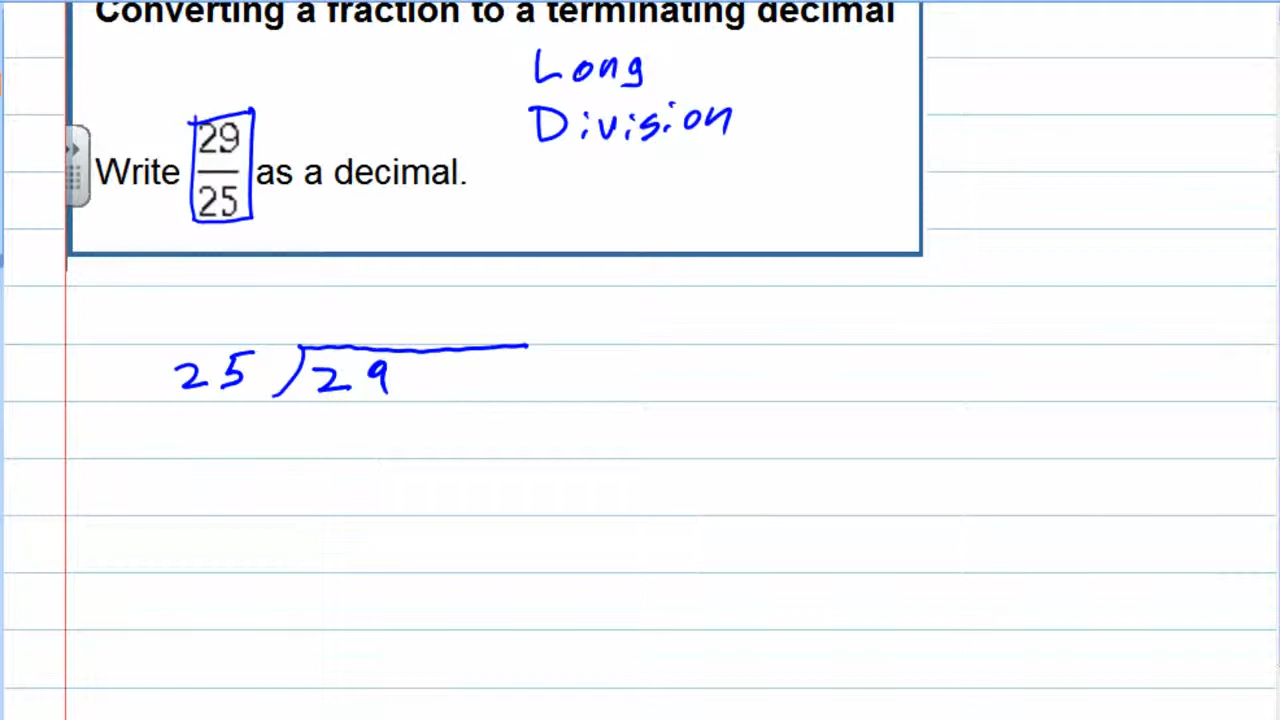 Converting a fraction to a terminating decimal
Long
Division
29
Write — as a decimal.
25
25 ) 29